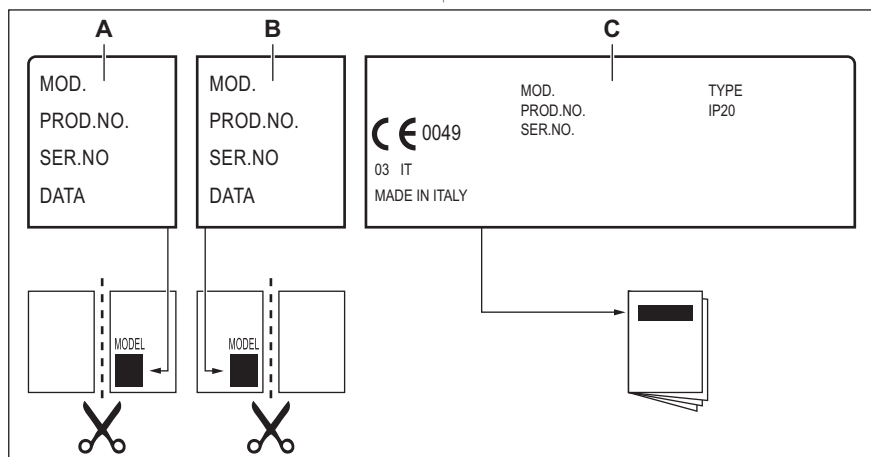 A
B
C
MOD.
PROD.NO.
SER.NO
DATA
MOD.
PROD.NO.
SER.NO
DATA
MOD.
PROD.NO.
SER.NO.
TYPE
IP20
CE 0049
03 IT
MADE IN ITALY
MODEL
MODEL